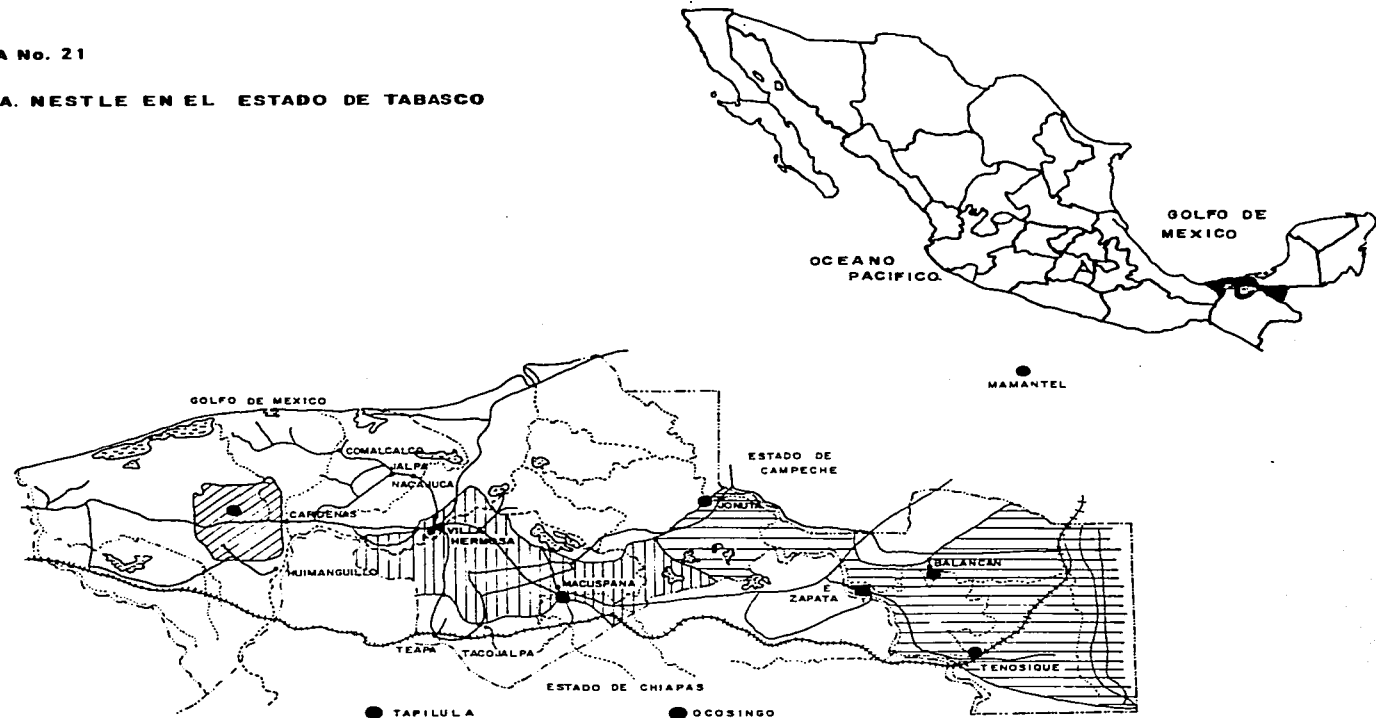 A No. 21
A. NESTLE EN EL ESTADO DE TABASCO
GOLFO DE
MEXICO
OCEANO
PACIFICO.
MAMANTEL
GOLFO DE MEXICO
COMALCALCO
JALPA
NACAJUCA
ESTADO DE
CAMPECHE
JONUTA
CARDENAS
VILLA
HERMOSA
HUIMANGUILLO
MACUSPANA
BALANCAN
E.
ZAPATA
TEAPA
TACOJALPA
TENOSIQUE
ESTADO DE CHIAPAS
TAPILULA
OCOSINGO